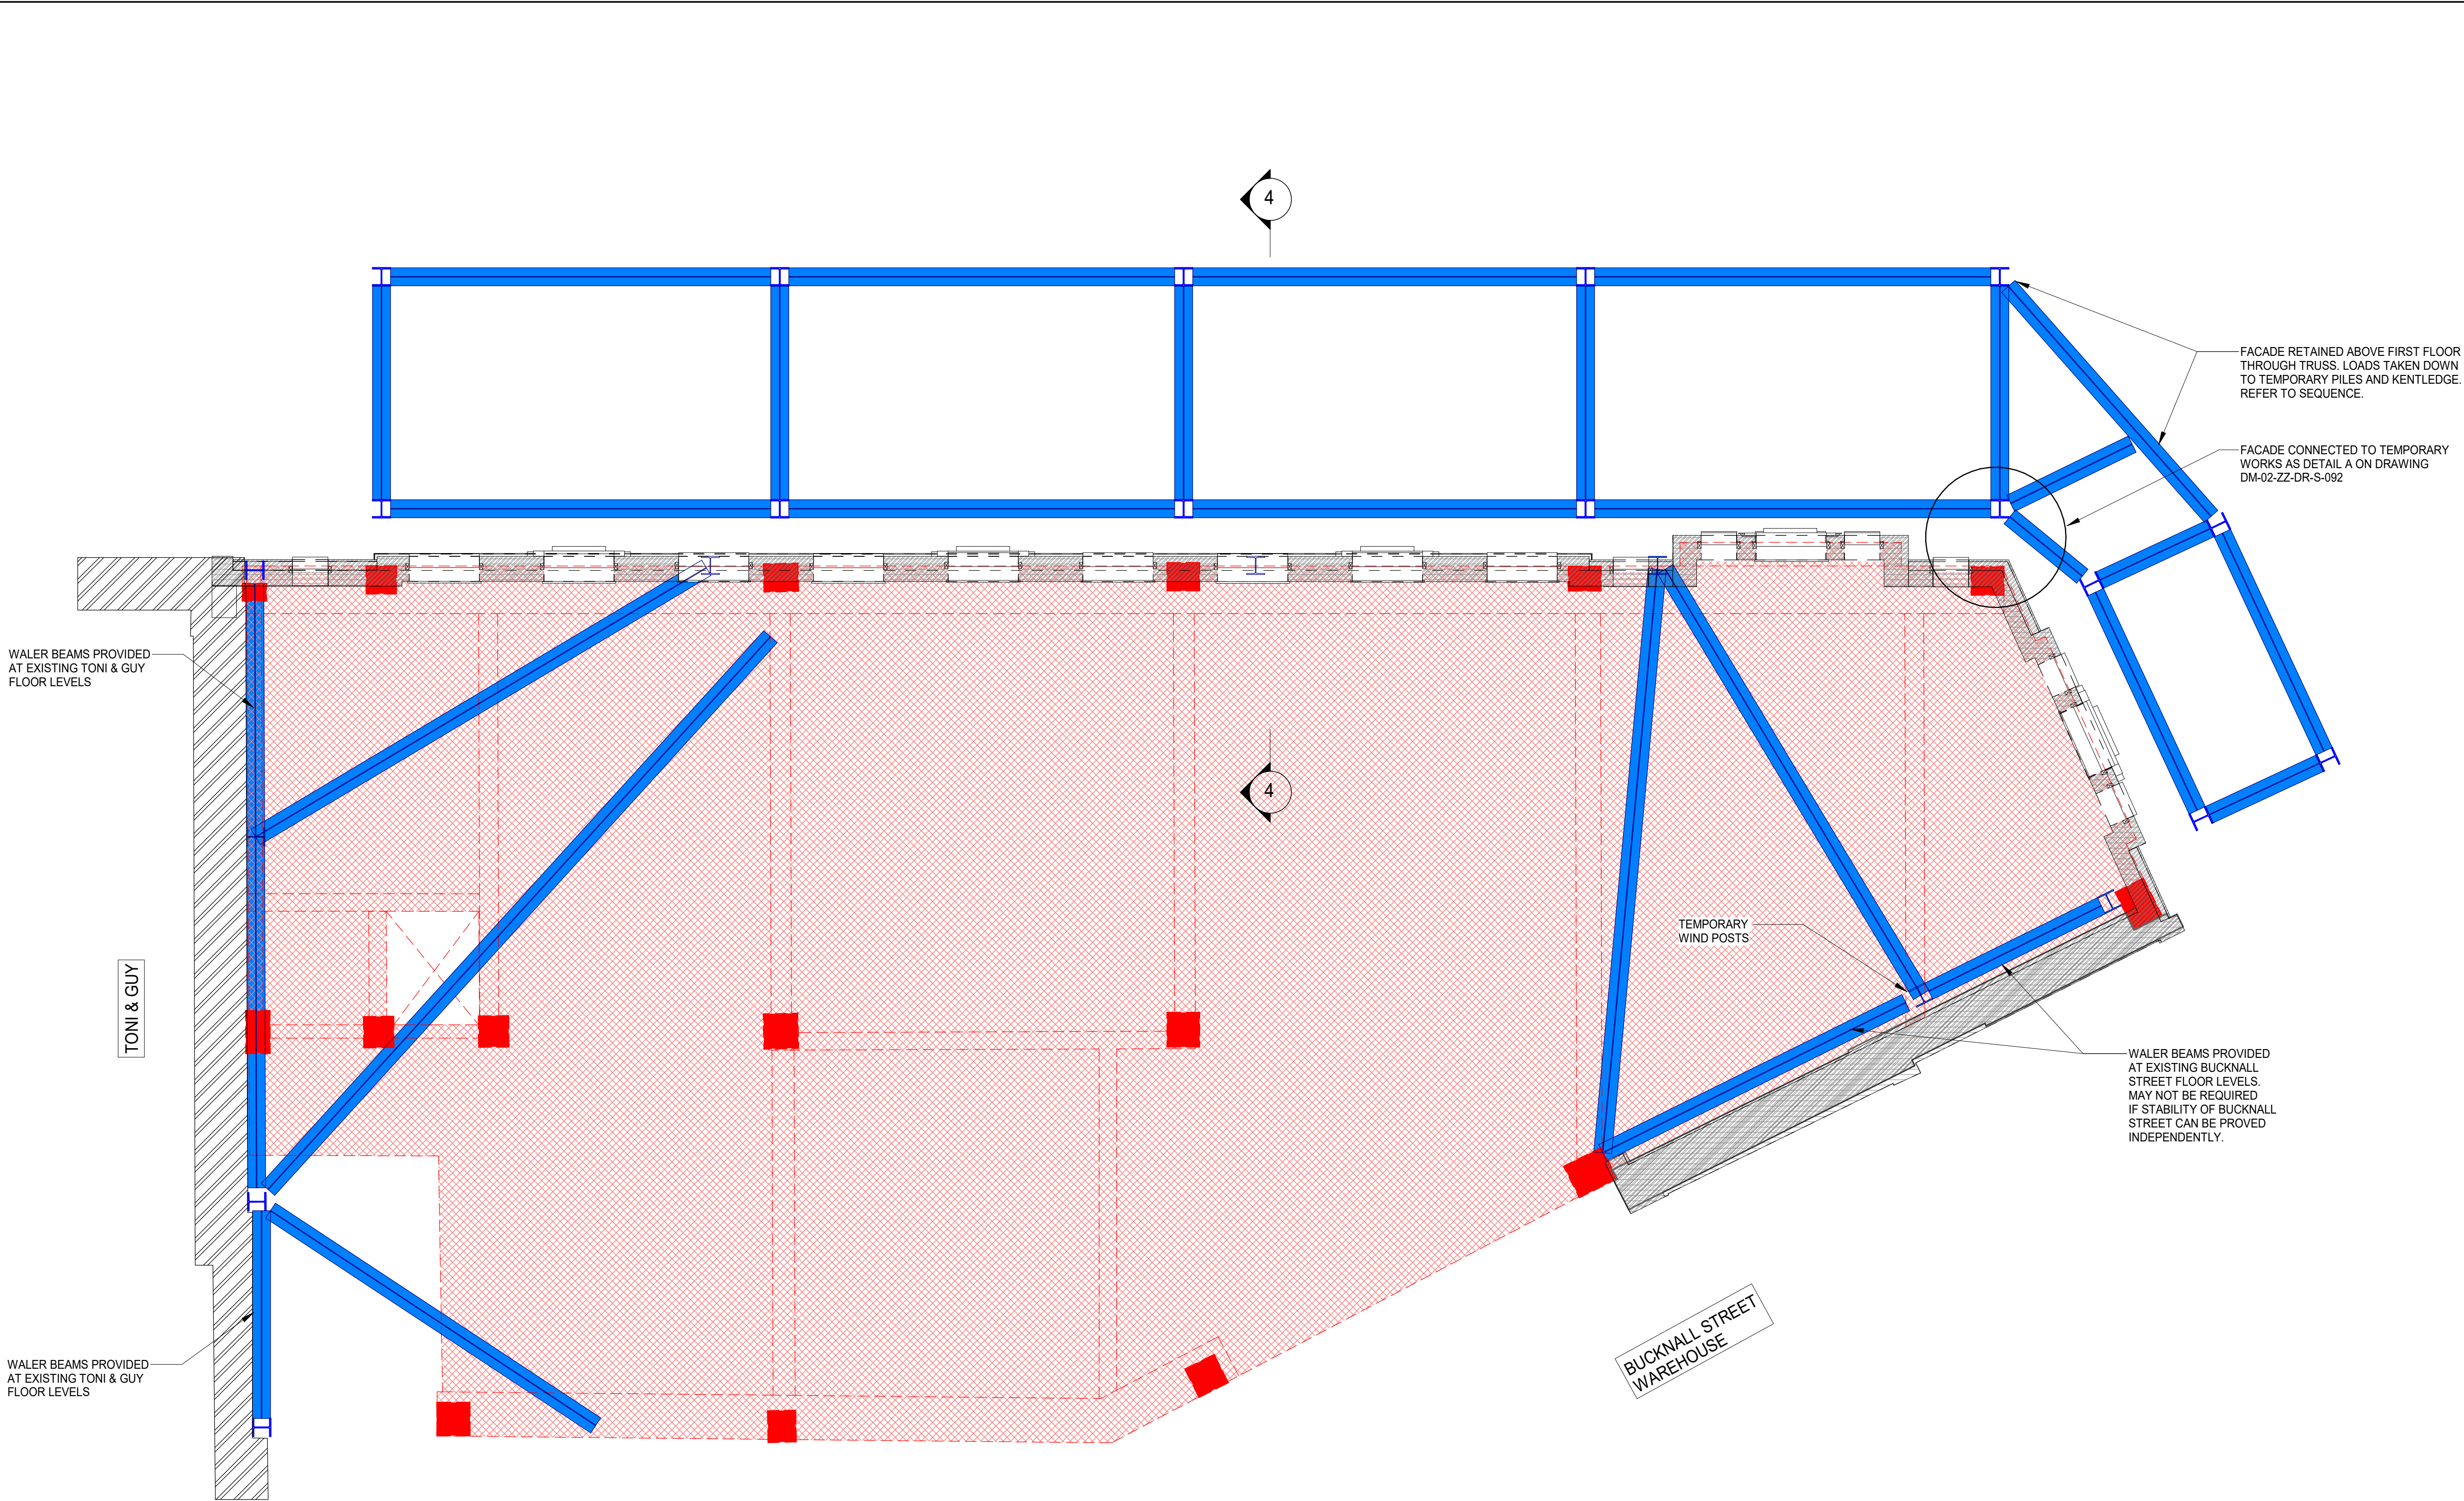 4
FACADE RETAINED ABOVE FIRST FLOOR
THROUGH TRUSS. LOADS TAKEN DOWN
TO TEMPORARY PILES AND KENTLEDGE.
REFER TO SEQUENCE.
FACADE CONNECTED TO TEMPORARY
WORKS AS DETAIL A ON DRAWING
DM-02-ZZ-DR-S-092
WALER BEAMS PROVIDED
AT EXISTING TONI & GUY
FLOOR LEVELS
4
TEMPORARY
WIND POSTS
TONI & GUY
WALER BEAMS PROVIDED
AT EXISTING BUCKNALL
STREET FLOOR LEVELS.
MAY NOT BE REQUIRED
IF STABILITY OF BUCKNALL
STREET CAN BE PROVED
INDEPENDENTLY.
BUCKNALL STREET
WAREHOUSE
WALER BEAMS PROVIDED
AT EXISTING TONI & GUY
FLOOR LEVELS